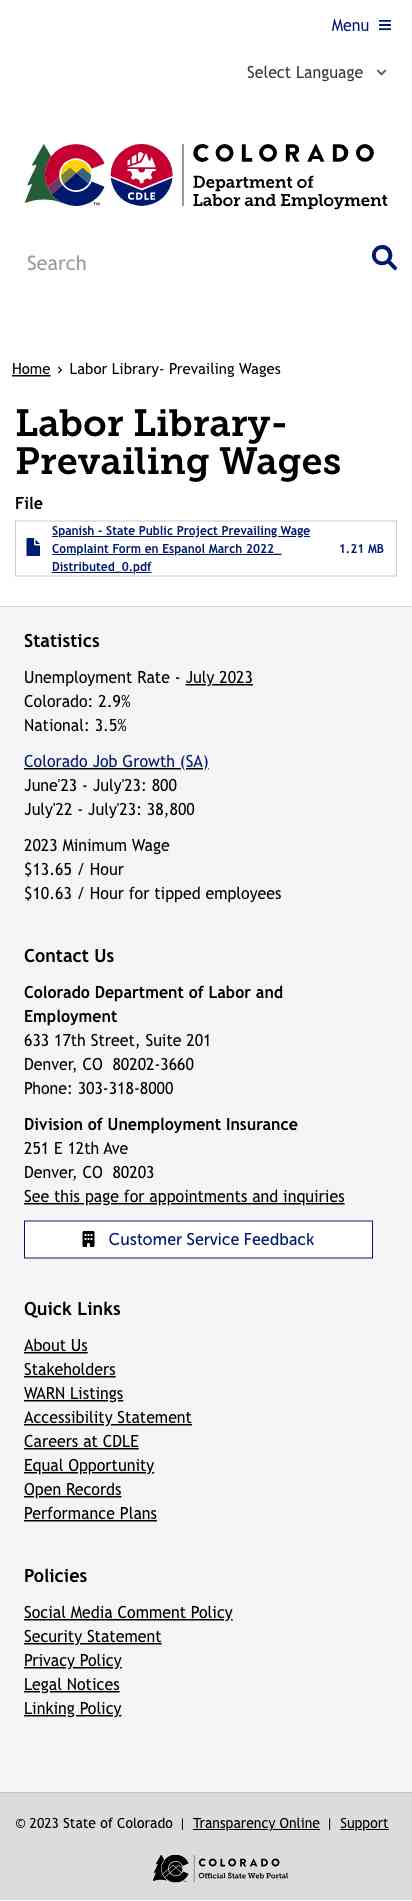 Menu
Select Language
CDLE
COLORADO
Department of
Labor and Employment
TM
Search
Home › Labor Library- Prevailing Wages
Labor Library-
Prevailing Wages
File
Spanish - State Public Project Prevailing Wage
Complaint Form en Espanol March 2022_
Distributed_0.pdf
1.21 MB
Statistics
Unemployment Rate - July 2023
Colorado: 2.9%
National: 3.5%
Colorado Job Growth (SA)
June'23 - July'23: 800
July'22 - July'23: 38,800
2023 Minimum Wage
$13.65 / Hour
$10.63 / Hour for tipped employees
Contact Us
Colorado Department of Labor and
Employment
633 17th Street, Suite 201
Denver, CO  80202-3660
Phone: 303-318-8000
Division of Unemployment Insurance
251 E 12th Ave
Denver, CO  80203
See this page for appointments and inquiries
Customer Service Feedback
Quick Links
About Us
Stakeholders
WARN Listings
Accessibility Statement
Careers at CDLE
Equal Opportunity
Open Records
Performance Plans
Policies
Social Media Comment Policy
Security Statement
Privacy Policy
Legal Notices
Linking Policy
© 2023 State of Colorado | Transparency Online | Support
COLORADO
Official State Web Portal